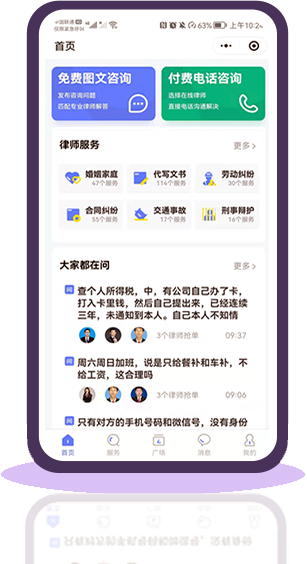 中国联通
仅限紧急呼叫
63%
上午10:24
首页
免费图文咨询
发布咨询问题
匹配专业律师解答
付费电话咨询
选择在线律师
直接电话沟通解决
律师服务
更多>
婚姻家庭
47个服务
代写文书
116个服务
劳动纠纷
30个服务
合同纠纷
55个服务
交通事故
17个服务
刑事辩护
16个服务
大家都在问
更多>
问 查个人所得税,中,有公司自己办了卡,
打入卡里钱,然后自己提出来,已经连续
三年,未通知到本人。自己本人不知情
3个律师抢单 09:37
问 周六周日加班,说是只给餐补和车补,不
给工资,这合理吗
3个律师抢单 09:06
问 只有对方的手机号码和微信号,没有身份
首页
服务
广场
消息
我的